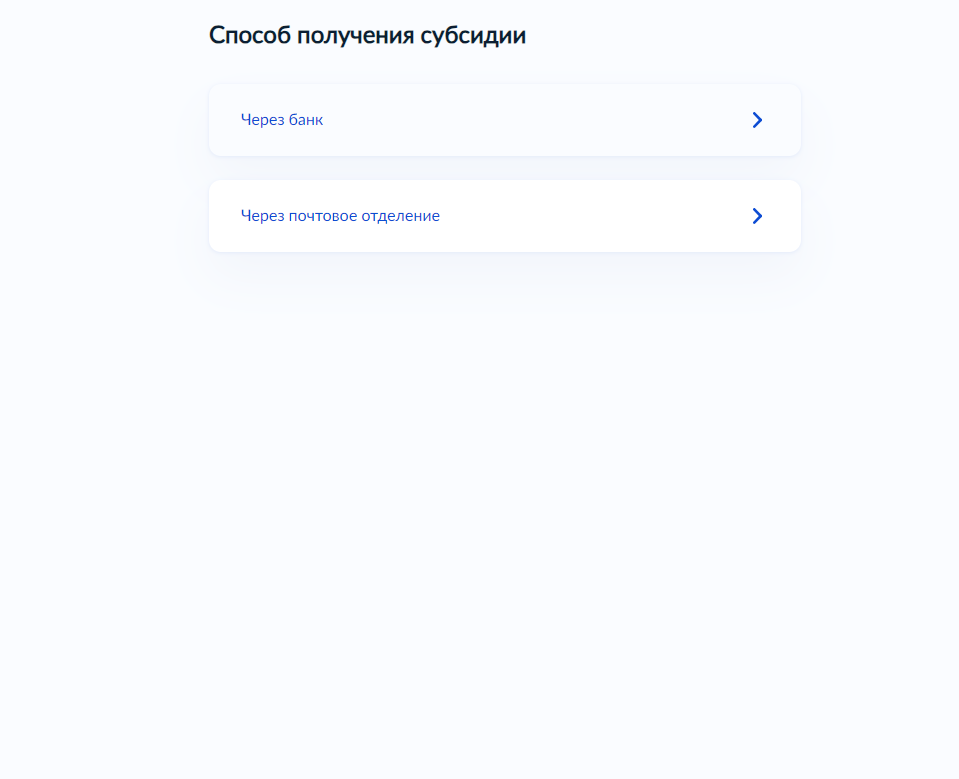 Способ получения субсидии
Через банк
Через почтовое отделение